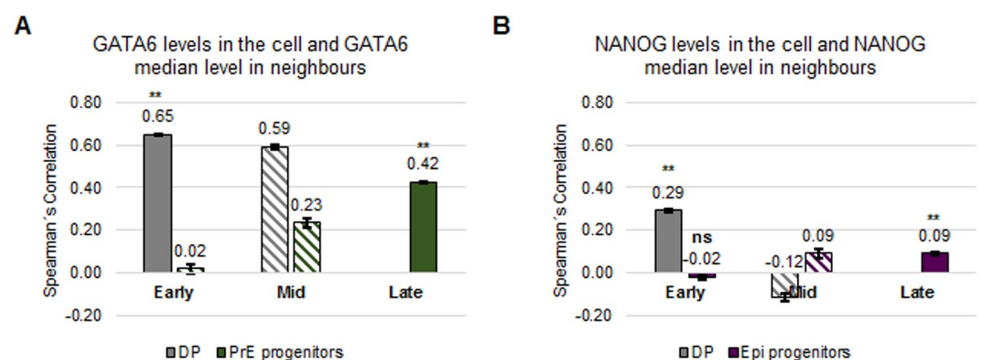 A
GATA6 levels in the cell and GATA6
median level in neighbours
Spearman´s Correlation
0.80
0.60
0.40
0.20
0.00
-0.20
**
0.65
0.02
0.59
0.23
**
0.42
Early Mid Late
DP PrE progenitors
B
NANOG levels in the cell and NANOG
median level in neighbours
Spearman´s Correlation
0.80
0.60
0.40
0.20
0.00
-0.20
**
0.29
ns
-0.02
-0.12
0.09
**
0.09
Early Mid Late
DP Epi progenitors